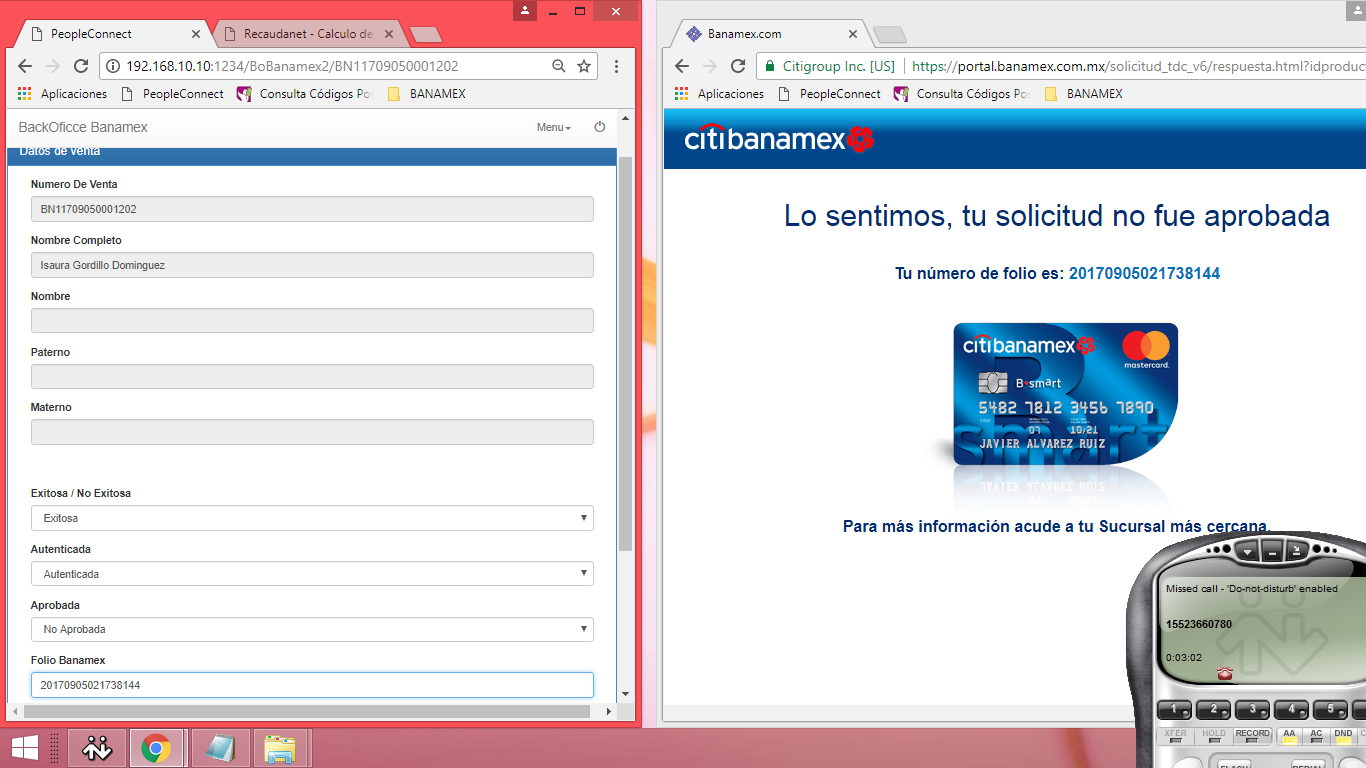 PeopleConnect
Recaudanet - Calculo de
192.168.10.10:1234/BoBanamex2/BN11709050001202
Aplicaciones PeopleConnect Consulta Códigos Pos BANAMEX
BackOficce Banamex Menu
Datos de Venta
Numero De Venta
BN11709050001202
Nombre Completo
Isaura Gordillo Dominguez
Nombre
Paterno
Materno
Exitosa / No Exitosa
Exitosa
Autenticada
Autenticada
Aprobada
No Aprobada
Folio Banamex
20170905021738144
Banamex.com
Citigroup Inc. [US] https://portal.banamex.com.mx/solicitud_tdc_v6/respuesta.html?idproduc
Aplicaciones PeopleConnect Consulta Códigos Pos BANAMEX
citibanamex
Lo sentimos, tu solicitud no fue aprobada
Tu número de folio es: 20170905021738144
citibanamex
mastercard.
B•smart
5482 7812 3456 7890
5482
07 10/21
JAVIER ALVAREZ RUIZ
smart
Para más información acude a tu Sucursal más cercana.
Missed call - 'Do-not-disturb' enabled
15523660780
0:03:02
1 2 3 4 5
XFER HOLD RECORD AA AC DND C
FLASH REDIAL